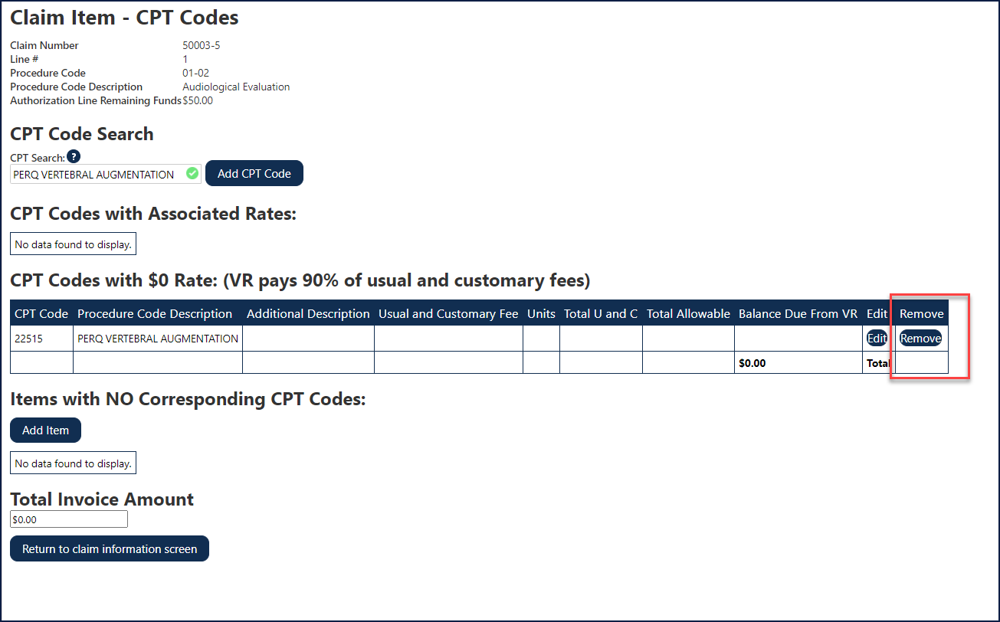 Claim Item - CPT Codes
Claim Number 50003-5
Line # 1
Procedure Code 01-02
Procedure Code Description Audiological Evaluation
Authorization Line Remaining Funds $50.00
CPT Code Search
CPT Search: ?
PERQ VERTEBRAL AUGMENTATION Add CPT Code
CPT Codes with Associated Rates:
No data found to display.
CPT Codes with $0 Rate: (VR pays 90% of usual and customary fees)
CPT Code Procedure Code Description Additional Description Usual and Customary Fee Units Total U and C Total Allowable Balance Due From VR Edit Remove
22515 PERQ VERTEBRAL AUGMENTATION Edit Remove
$0.00 Total
Items with NO Corresponding CPT Codes:
Add Item
No data found to display.
Total Invoice Amount
$0.00
Return to claim information screen